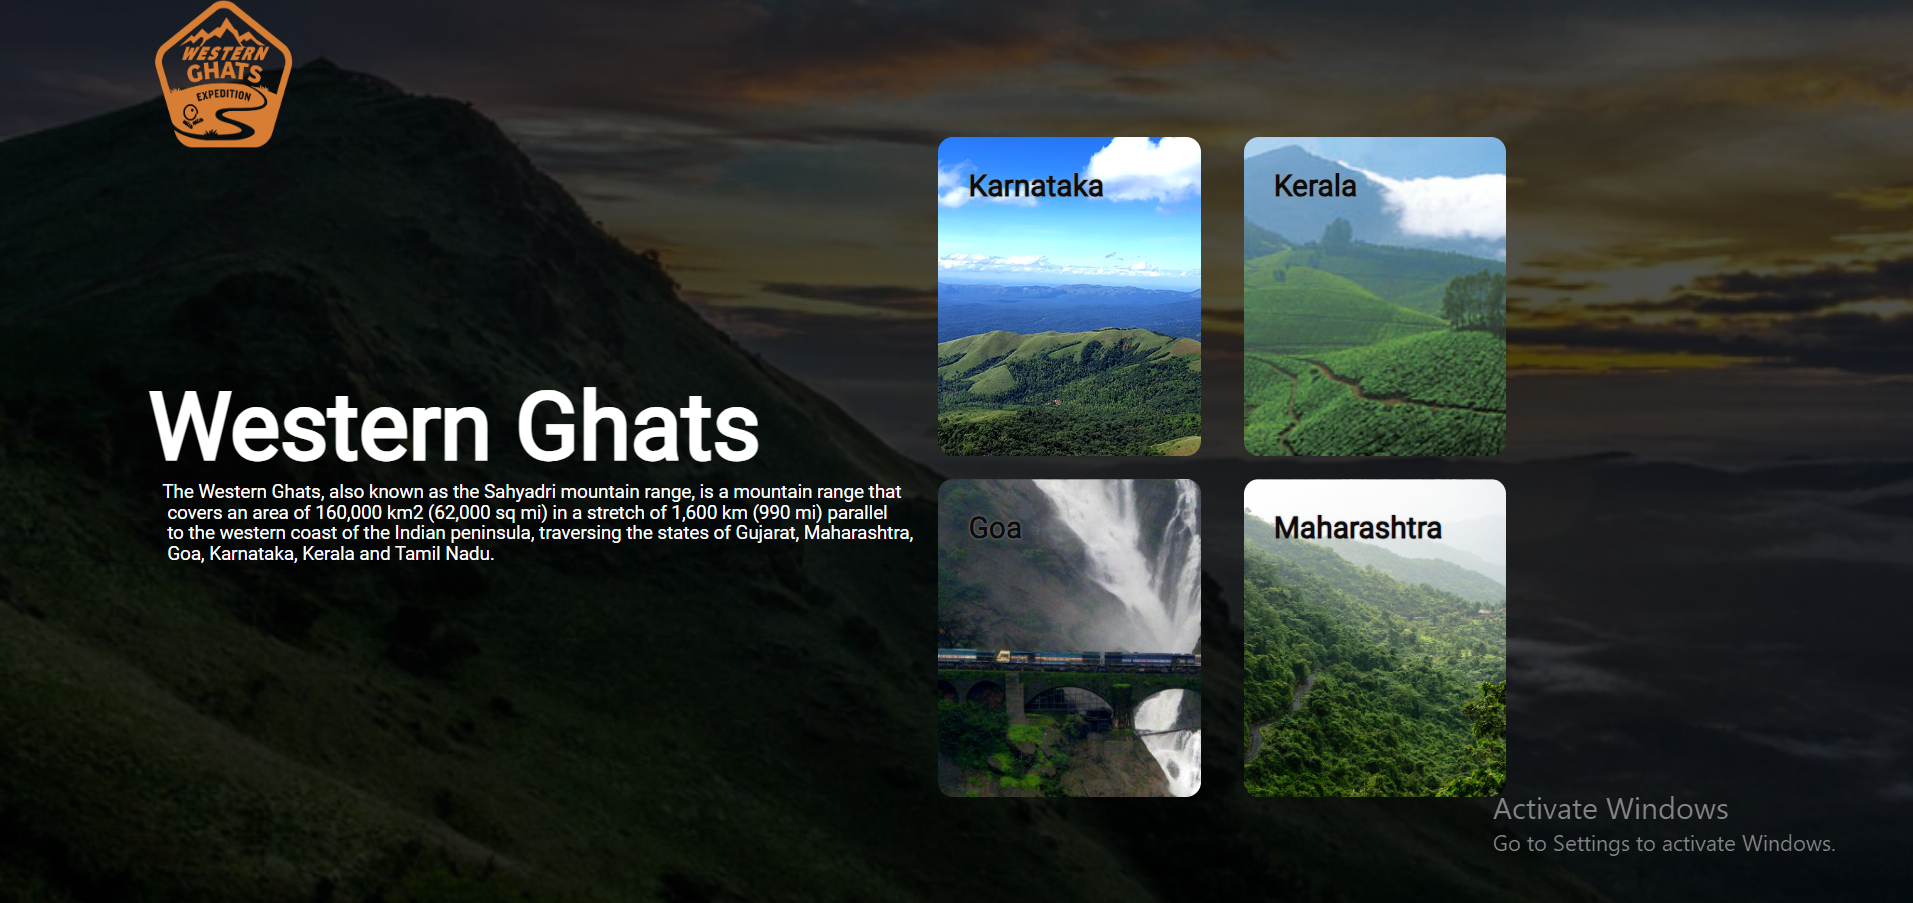 WESTERN
GHATS
EXPEDITION
Western Ghats
The Western Ghats, also known as the Sahyadri mountain range, is a mountain range that
covers an area of 160,000 km2 (62,000 sq mi) in a stretch of 1,600 km (990 mi) parallel
to the western coast of the Indian peninsula, traversing the states of Gujarat, Maharashtra,
Goa, Karnataka, Kerala and Tamil Nadu.
Karnataka
Kerala
Goa
Maharashtra
Activate Windows
Go to Settings to activate Windows.